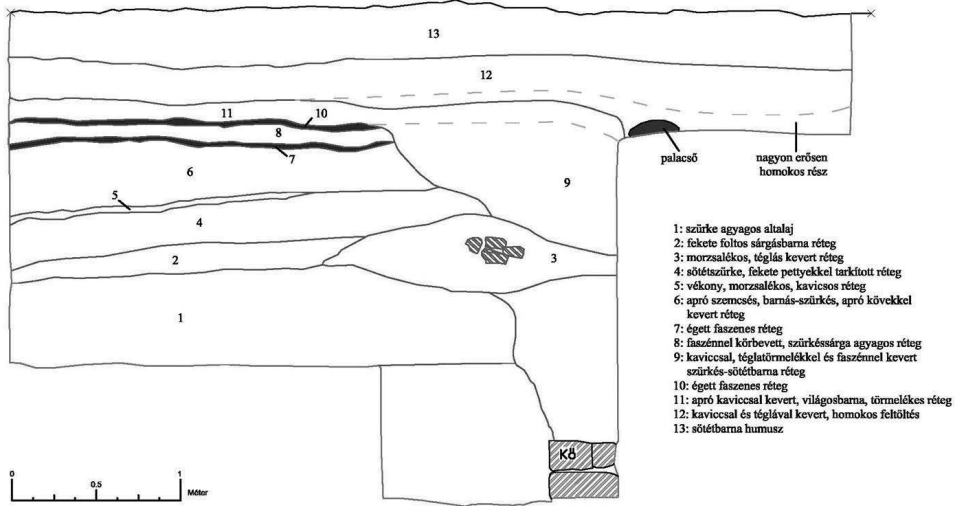 13
12
11
10
8
7
6
9
palacső
nagyon erősen
homokos rész
5
4
3
2
1
Kő
1: szürke agyagos altalaj
2: fekete foltos sárgásbarna réteg
3: morzsalékos, téglás kevert réteg
4: sötétszürke, fekete pettyekkel tarkított réteg
5: vékony, morzsalékos, kavicsos réteg
6: apró szemcsés, barnás-szürkés, apró kövekkel
kevert réteg
7: égett faszenes réteg
8: faszénnel körbevett, szürkéssárga agyagos réteg
9: kaviccsal, téglatörmelékkel és faszénnel kevert
szürkés-sötétbarna réteg
10: égett faszenes réteg
11: apró kaviccsal kevert, világosbarna, törmelékes réteg
12: kaviccsal és téglával kevert, homokos feltöltés
13: sötétbarna humusz
0 0.5 1
Méter